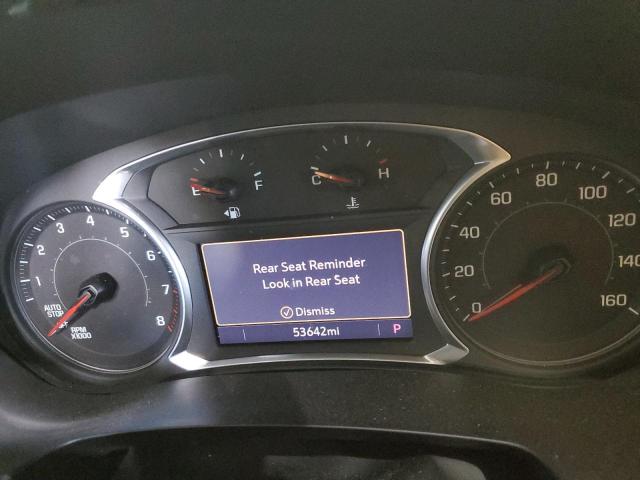 E F
C H
1
2
3
4
5
6
7
8
AUTO
STOP
OFF
RPM
X1000
Rear Seat Reminder
Look in Rear Seat
Dismiss
53642mi P
0
20
40
60
80
100
120
140
160